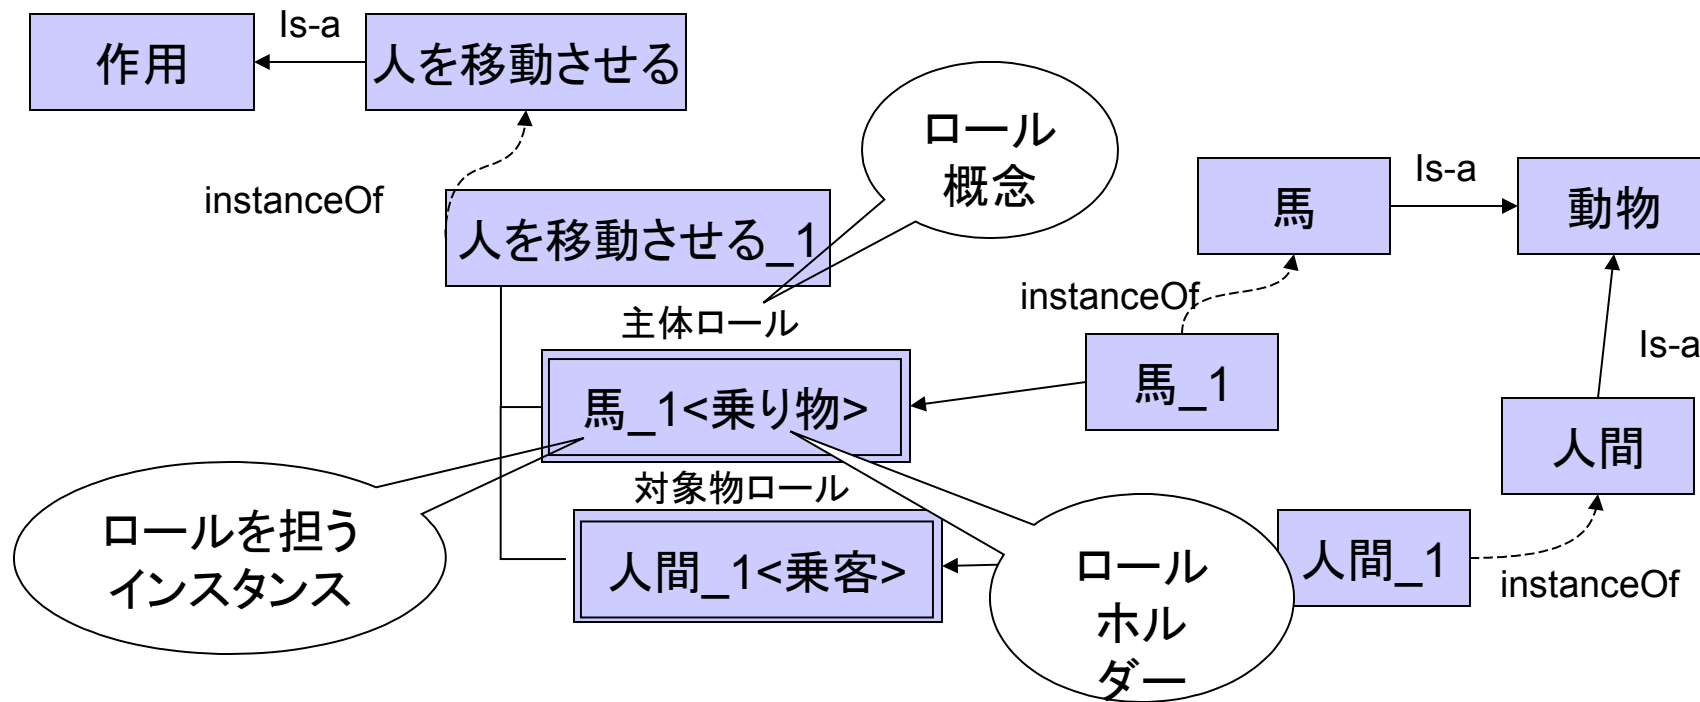 作用
Is-a
人を移動させる
instanceOf
人を移動させる_1
ロール
概念
馬
Is-a
動物
instanceOf
主体ロール
馬_1<乗り物>
馬_1
Is-a
人間
対象物ロール
ロールを担う
インスタンス
人間_1<乗客>
ロール
ホル
ダー
人間_1
instanceOf